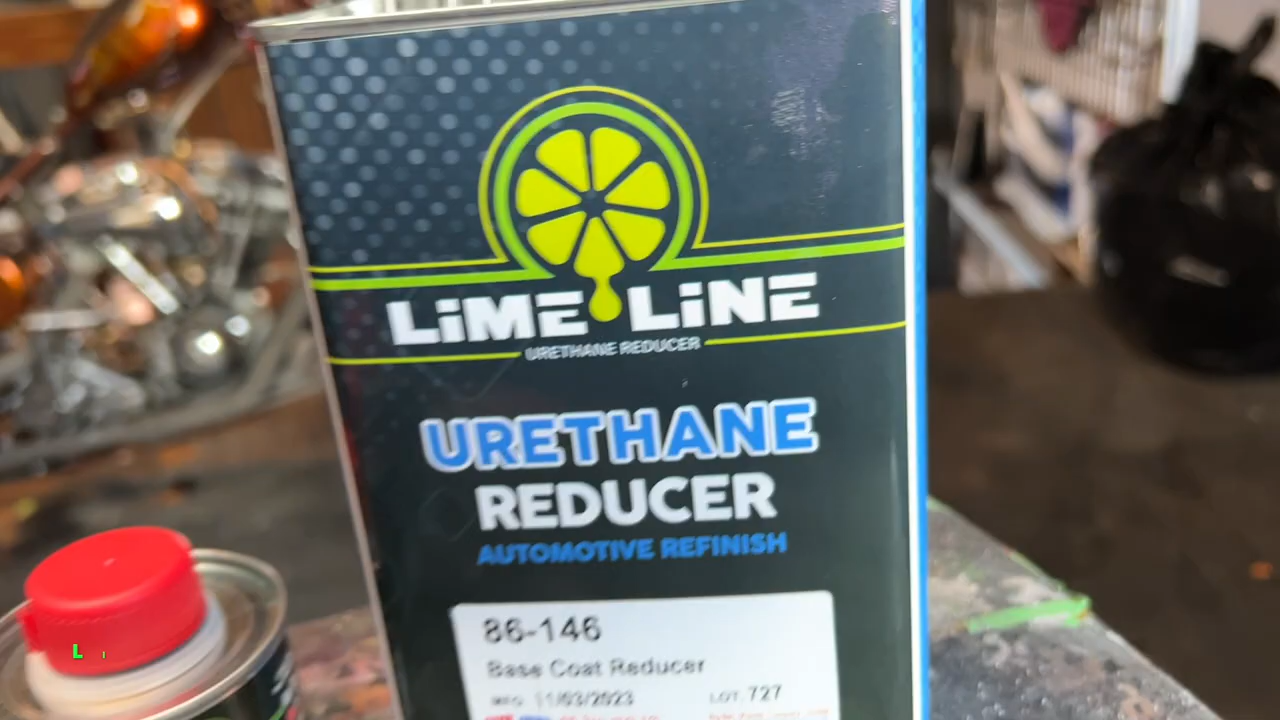 LiME LiNE
URETHANE REDUCER
URETHANE
REDUCER
AUTOMOTIVE REFINISH
86-146
Base Coat Reducer
MFG 11/03/2023 LOT 727
L